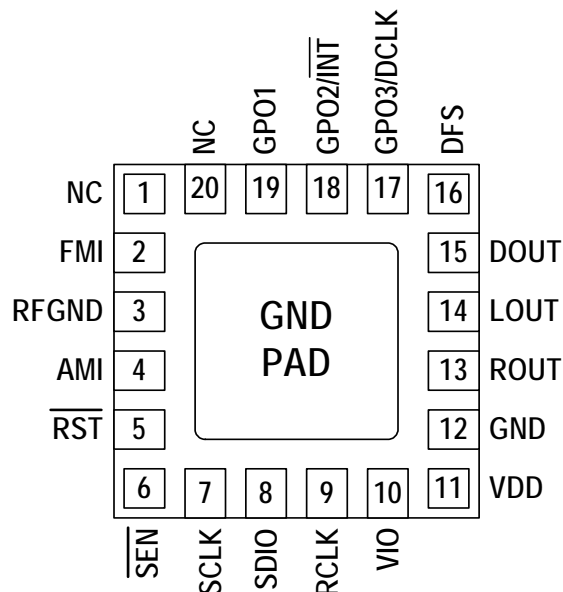 NC
GPO1
GPO2/INT
GPO3/DCLK
DFS
NC 1 20 19 18 17 16
FMI 2 15 DOUT
RFGND 3 14 LOUT
GND
PAD
AMI 4 13 ROUT
RST 5 12 GND
6 7 8 9 10 11 VDD
SEN
SCLK
SDIO
RCLK
VIO